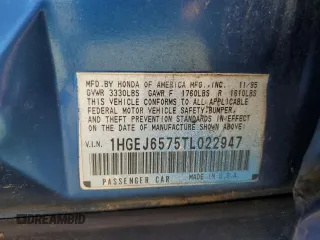 MFD. BY HONDA OF AMERICA MFG., INC. 11/95
GVWR 3330LBS GAWR F 1760LBS R 1610LBS
THIS VEHICLE CONFORMS TO ALL APPLICABLE
FEDERAL MOTOR VEHICLE SAFETY, BUMPER,
AND THEFT PREVENTION STANDARDS IN EFFECT ON
THE DATE OF MANUFACTURE SHOWN ABOVE.
V.I.N. 1HGEJ6575TL022947
PASSENGER CAR MADE IN U.S.A.
DREAMBID